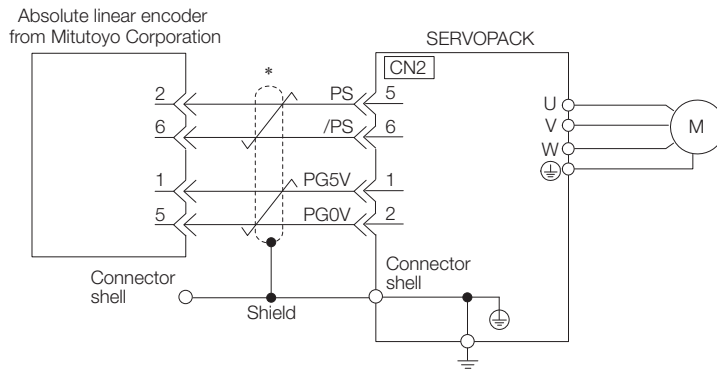 Absolute linear encoder
from Mitutoyo Corporation
SERVOPACK
*
CN2
2 PS 5
6 /PS 6
1 PG5V 1
5 PG0V 2
U
V
W
M
Connector
shell
Connector
shell
Shield